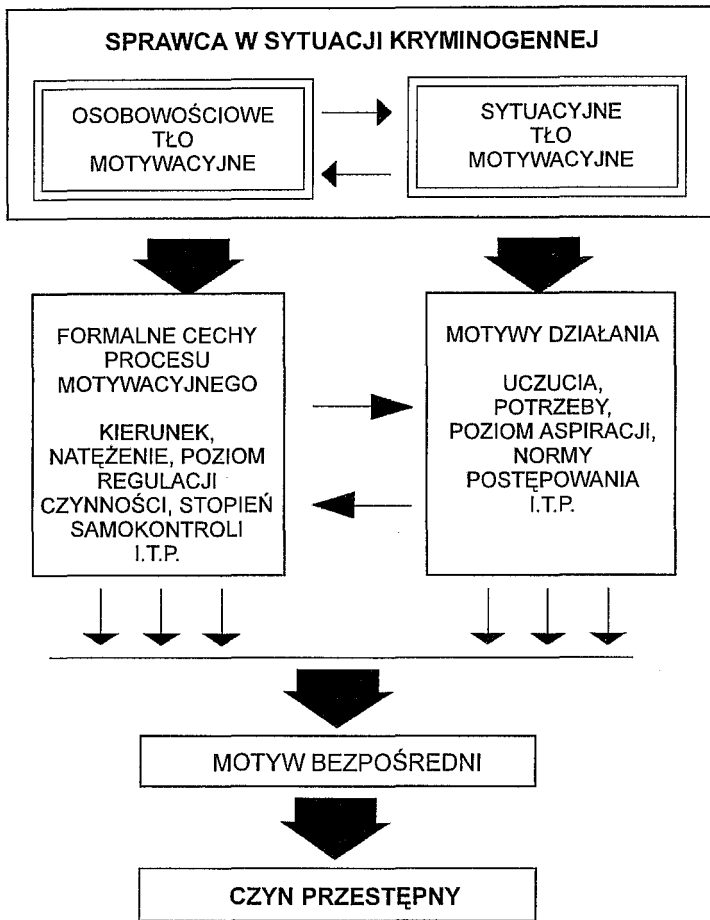 SPRAWCA W SYTUACJI KRYMINOGENNEJ
OSOBOWOŚCIOWE
TŁO
MOTYWACYJNE
SYTUACYJNE
TŁO
MOTYWACYJNE
FORMALNE CECHY
PROCESU
MOTYWACYJNEGO
KIERUNEK,
NATĘŻENIE, POZIOM
REGULACJI
CZYNNOŚCI, STOPIEŃ
SAMOKONTROLI
I.T.P.
MOTYWY DZIAŁANIA
UCZUCIA,
POTRZEBY,
POZIOM ASPIRACJI,
NORMY
POSTĘPOWANIA
I.T.P.
MOTYW BEZPOŚREDNI
CZYN PRZESTĘPNY